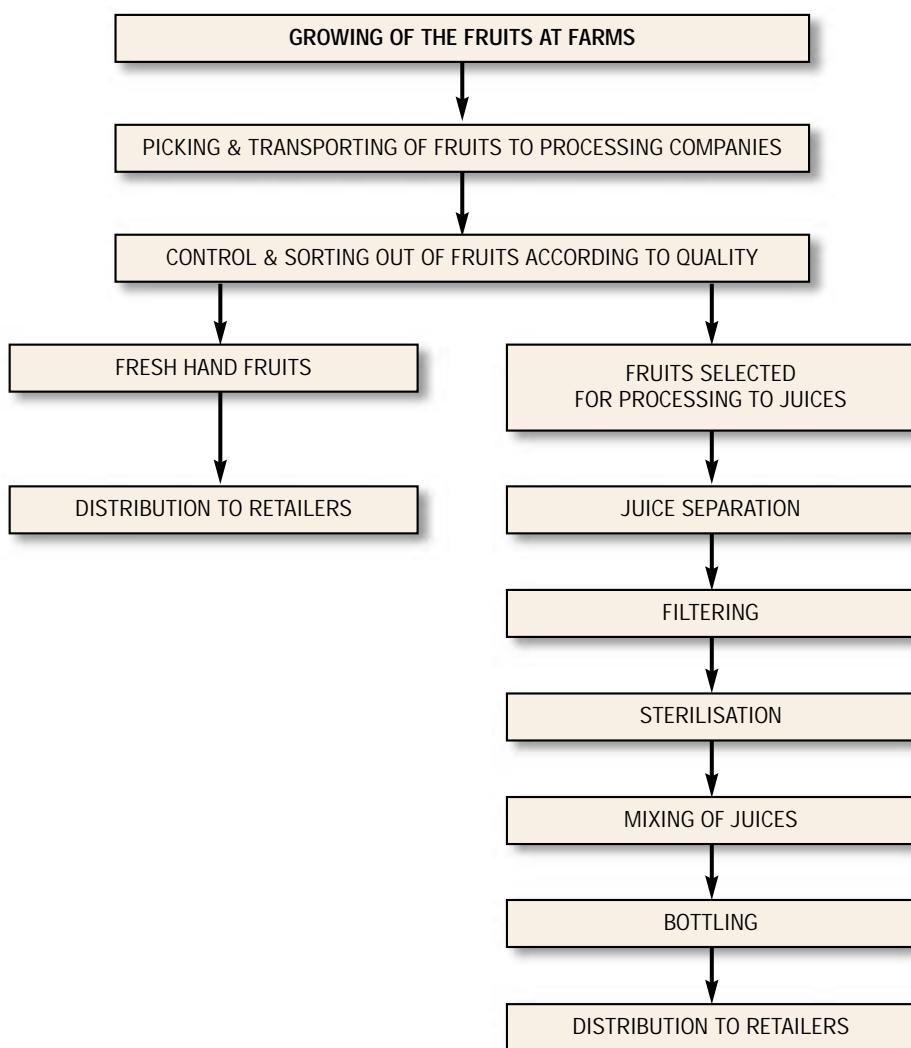 GROWING OF THE FRUITS AT FARMS
PICKING & TRANSPORTING OF FRUITS TO PROCESSING COMPANIES
CONTROL & SORTING OUT OF FRUITS ACCORDING TO QUALITY
FRESH HAND FRUITS
DISTRIBUTION TO RETAILERS
FRUITS SELECTED
FOR PROCESSING TO JUICES
JUICE SEPARATION
FILTERING
STERILISATION
MIXING OF JUICES
BOTTLING
DISTRIBUTION TO RETAILERS